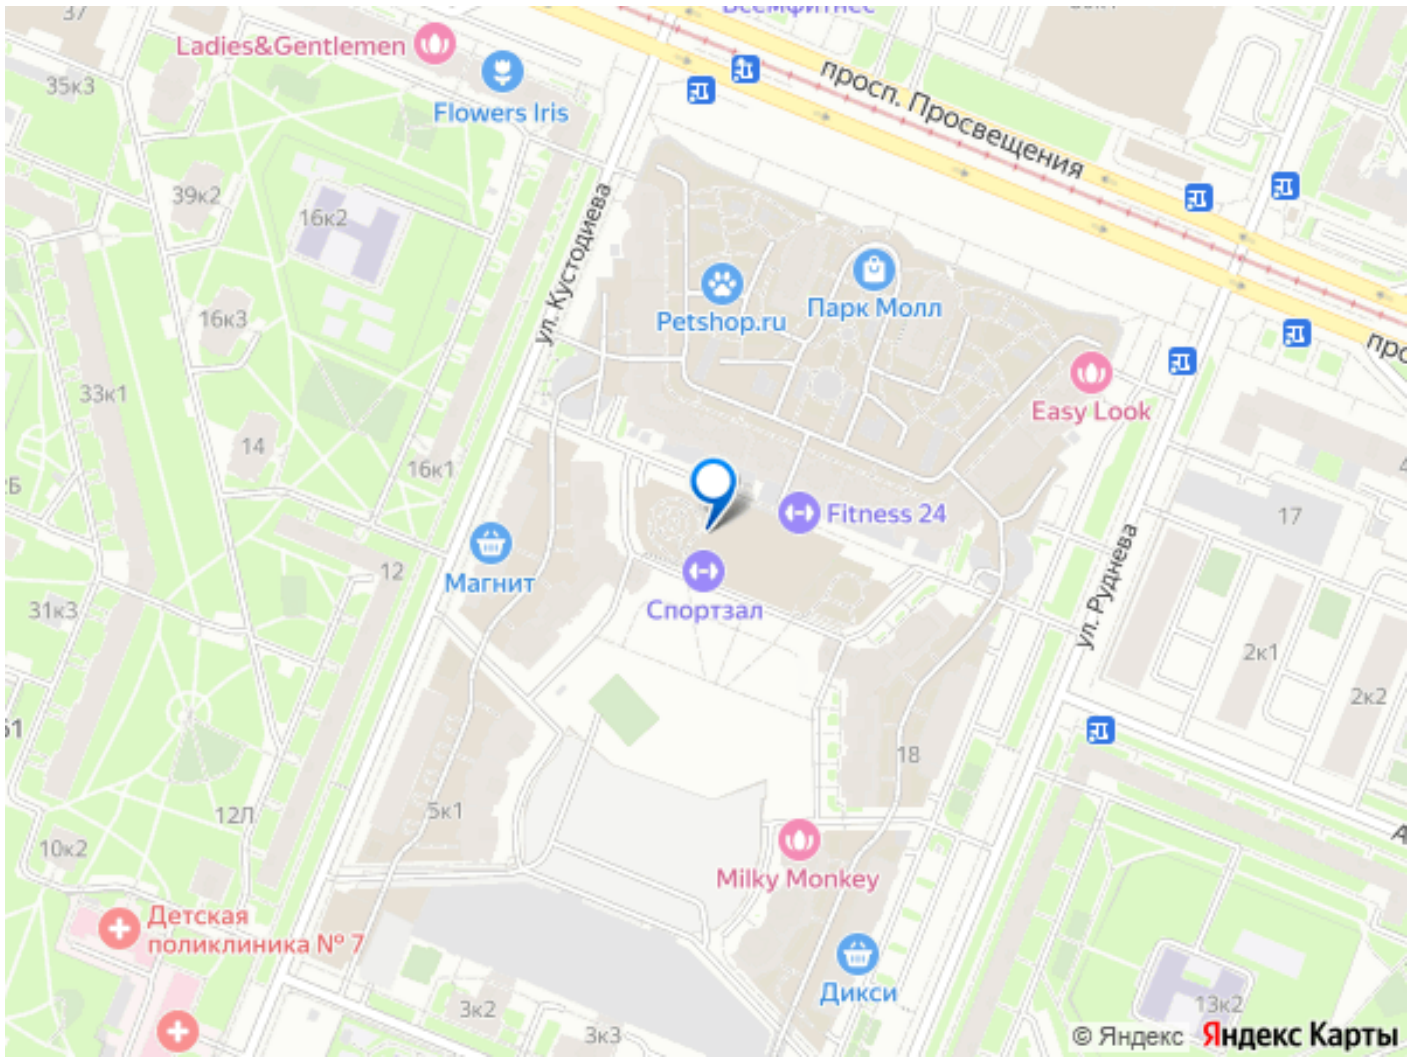 37
Всемфитнес
Ladies&Gentlemen
35к3
Flowers Iris
просп. Просвещения
39к2
16к2
ул. Кустодиева
16к3
Petshop.ru
Парк Молл
33к1
Easy Look
14
16к1
Fitness 24
17
12
Магнит
31к3
Спортзал
ул. Руднева
2к1
2к2
18
12Л
5к1
10к2
Milky Monkey
Детская
поликлиника № 7
Дикси
3к2
13к2
3к3
© Яндекс Яндекс Карты